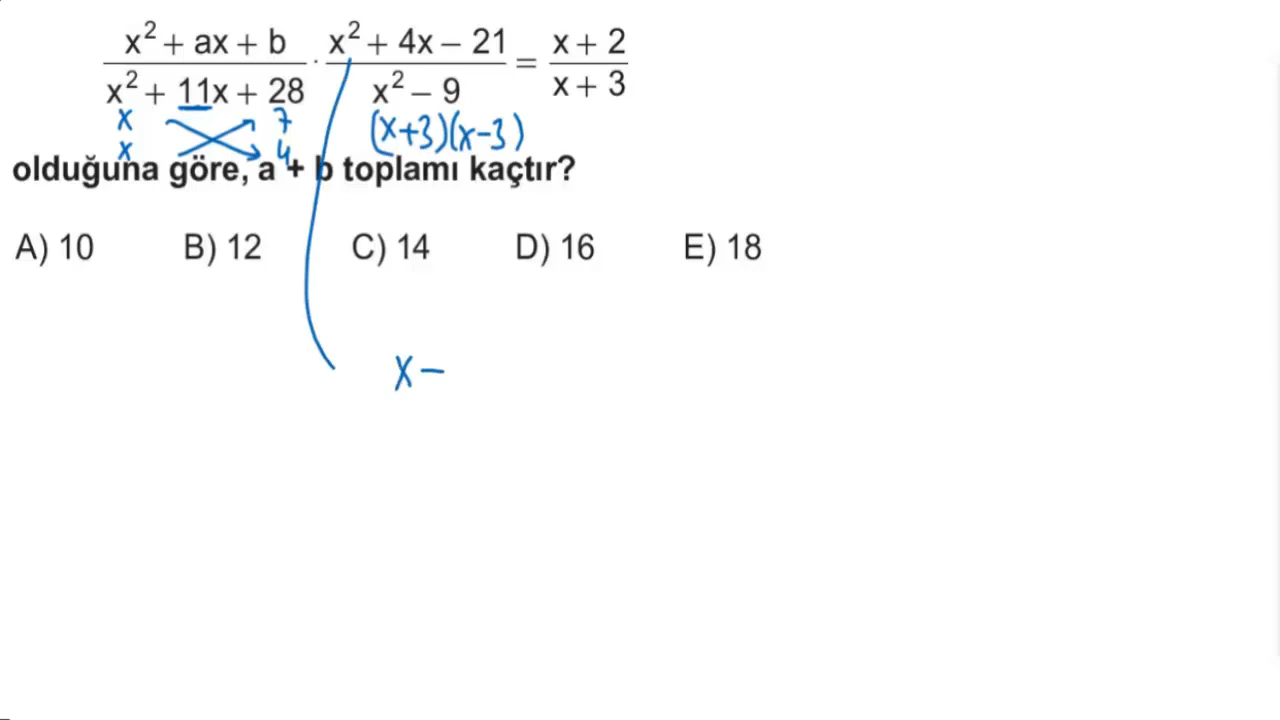 x² + ax + b / x² + 11x + 28 · x² + 4x − 21 / x² − 9 = x + 2 / x + 3
x 7 (x+3)(x−3)
x 4
olduğuna göre, a + b toplamı kaçtır?
A) 10 B) 12 C) 14 D) 16 E) 18
x −